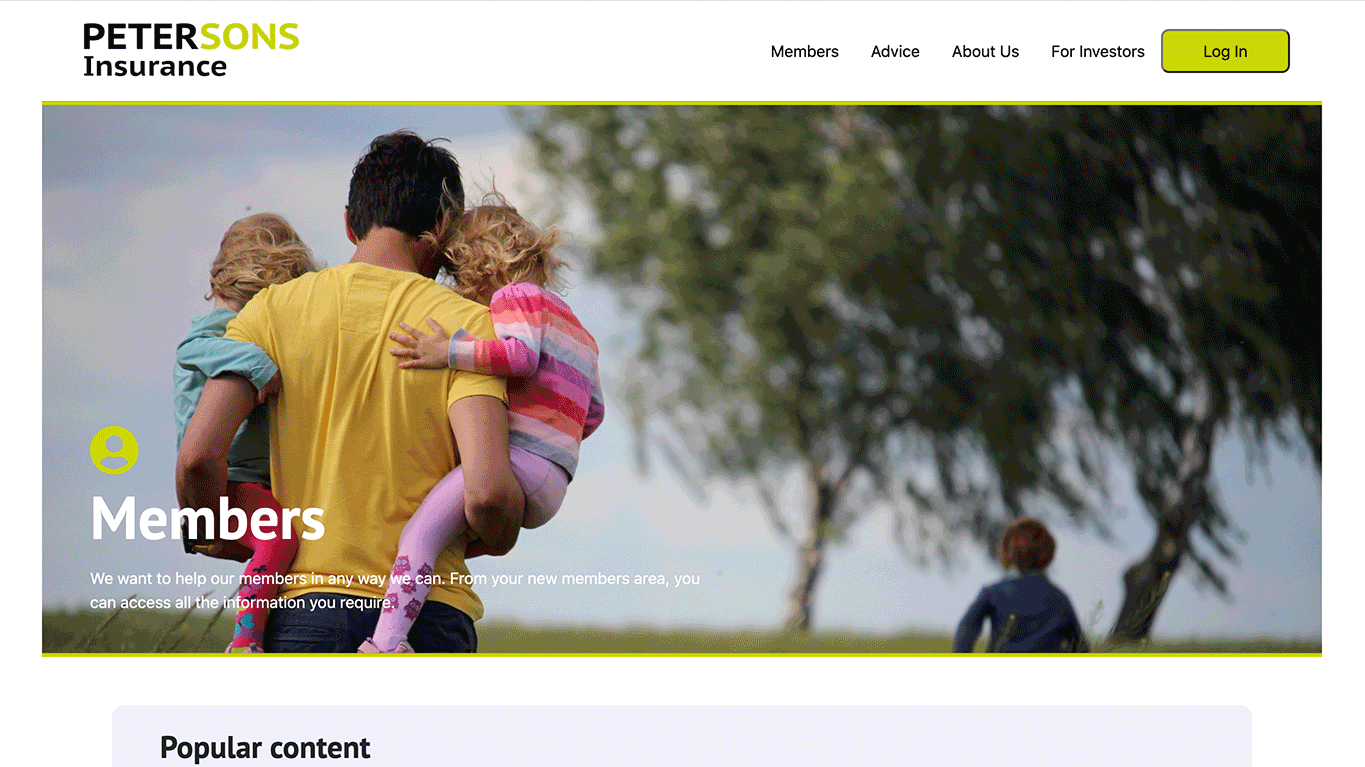 PETERSONS
Insurance
Members
Advice
About Us
For Investors
Log In
Members
We want to help our members in any way we can. From your new members area, you
can access all the information you require.
Popular content